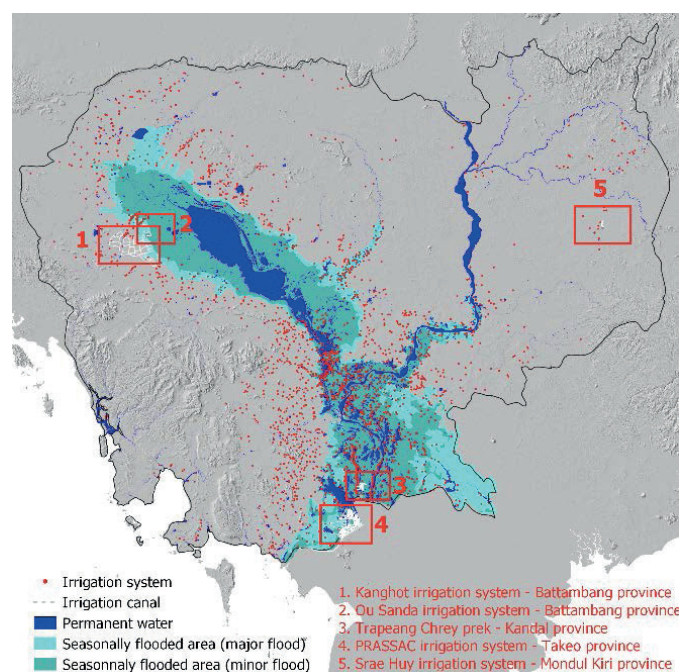 5
2
1
3
4
Irrigation system
Irrigation canal
Permanent water
Seasonally flooded area (major flood)
Seasonnaly flooded area (minor flood)
1. Kanghot irrigation system - Battambang province
2. Ou Sanda irrigation system - Battambang province
3. Trapeang Chrey prek - Kandal province
4. PRASSAC irrigation system - Takeo province
5. Srae Huy irrigation system - Mondul Kiri province